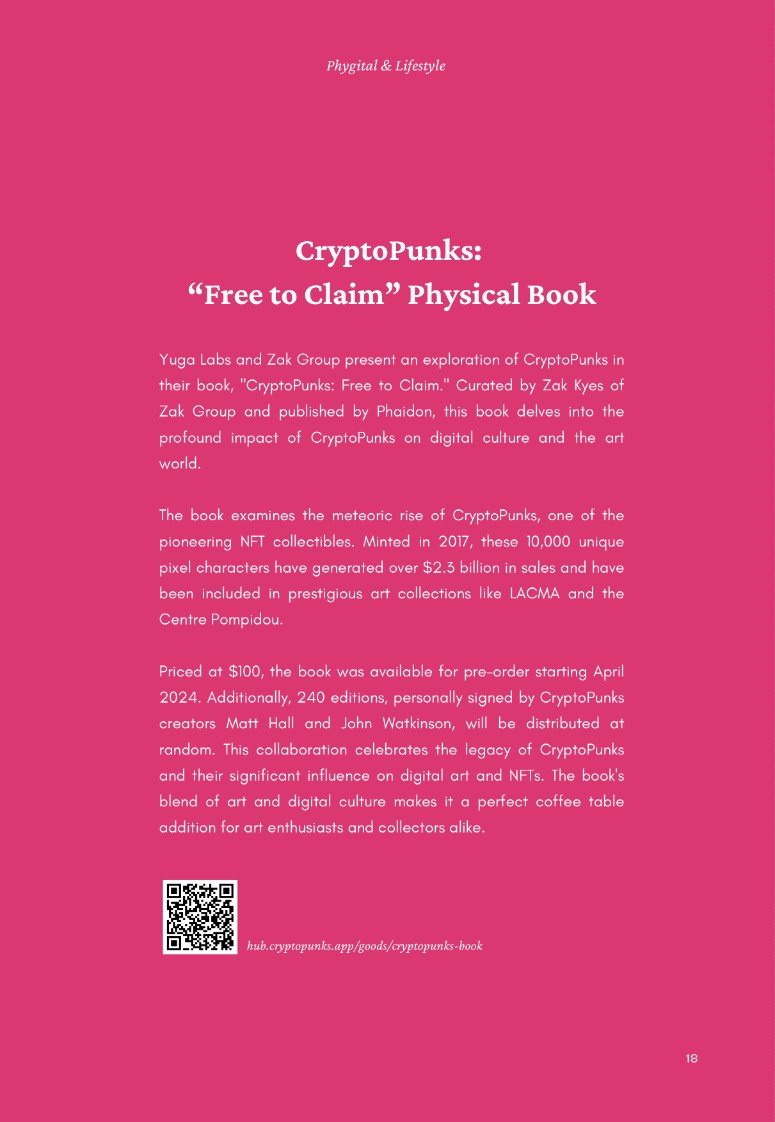 Phygital & Lifestyle
CryptoPunks:
“Free to Claim” Physical Book
Yuga Labs and Zak Group present an exploration of CryptoPunks in
their book, "CryptoPunks: Free to Claim." Curated by Zak Kyes of
Zak Group and published by Phaidon, this book delves into the
profound impact of CryptoPunks on digital culture and the art
world.
The book examines the meteoric rise of CryptoPunks, one of the
pioneering NFT collectibles. Minted in 2017, these 10,000 unique
pixel characters have generated over $2.3 billion in sales and have
been included in prestigious art collections like LACMA and the
Centre Pompidou.
Priced at $100, the book was available for pre-order starting April
2024. Additionally, 240 editions, personally signed by CryptoPunks
creators Matt Hall and John Watkinson, will be distributed at
random. This collaboration celebrates the legacy of CryptoPunks
and their significant influence on digital art and NFTs. The book's
blend of art and digital culture makes it a perfect coffee table
addition for art enthusiasts and collectors alike.
hub.cryptopunks.app/goods/cryptopunks-book
18